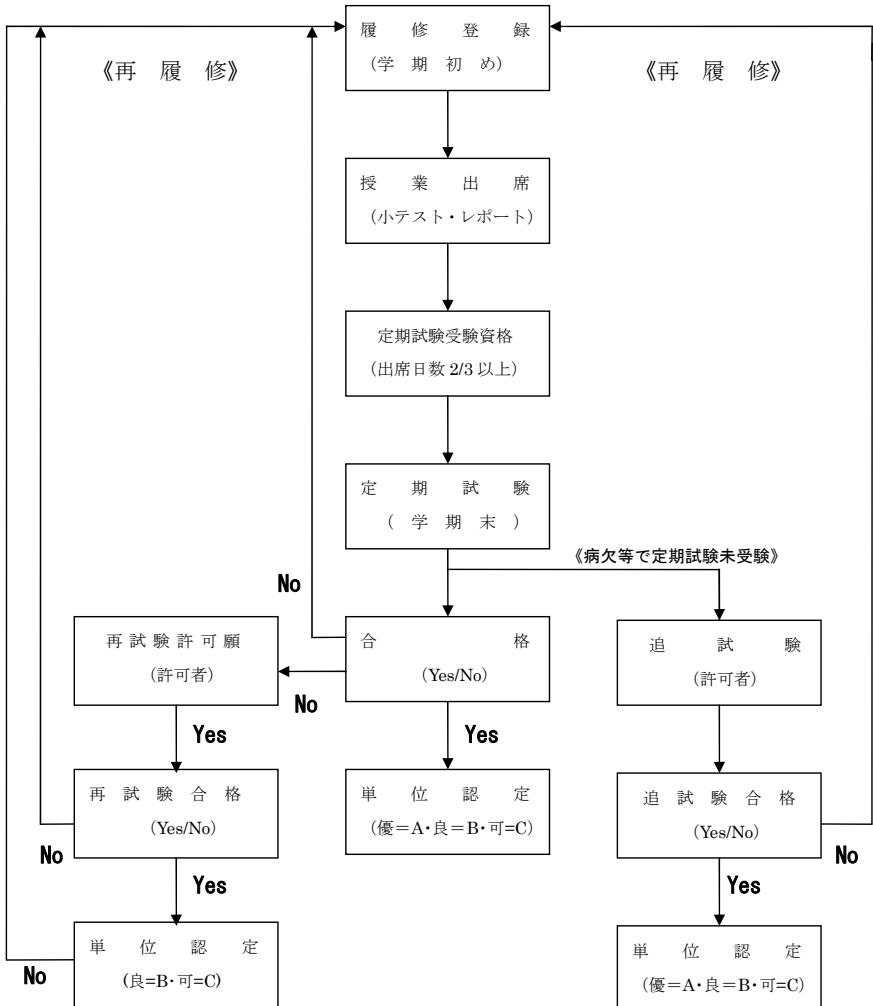 履修登録
(学期初め)
《再履修》
《再履修》
授業出席
(小テスト・レポート)
定期試験受験資格
(出席日数 2/3 以上)
定期試験
(学期末)
《病欠等で定期試験未受験》
No
再試験許可願
(許可者)
合格
(Yes/No)
追試験
(許可者)
No
Yes
Yes
再試験合格
(Yes/No)
単位認定
(優=A・良=B・可=C)
追試験合格
(Yes/No)
No
No
Yes
Yes
単位認定
(良=B・可=C)
No
単位認定
(優=A・良=B・可=C)